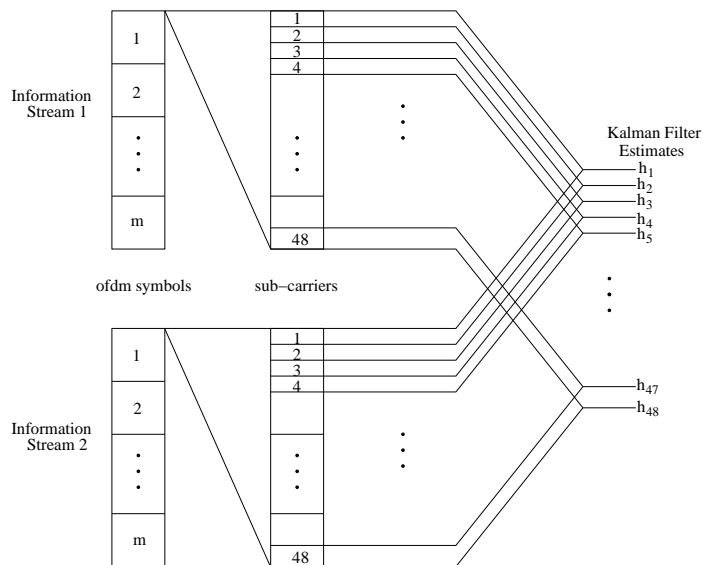 1
2
m
Information
Stream 1
ofdm symbols
1
2
3
4
48
sub−carriers
Kalman Filter
Estimates
h1
h2
h3
h4
h5
h47
h48
1
2
m
Information
Stream 2
1
2
3
4
48